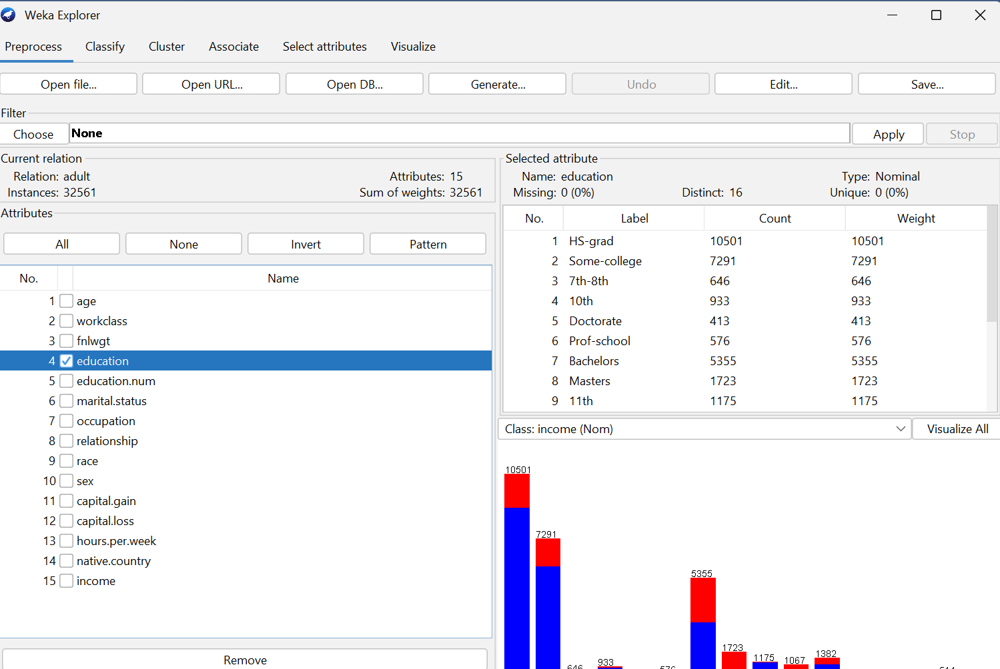 Weka Explorer
Preprocess Classify Cluster Associate Select attributes Visualize
Open file... Open URL... Open DB... Generate... Undo Edit... Save...
Filter
Choose None Apply Stop
Current relation
Relation: adult Attributes: 15
Instances: 32561 Sum of weights: 32561
Attributes
All None Invert Pattern
No. Name
1 age
2 workclass
3 fnlwgt
4 education
5 education.num
6 marital.status
7 occupation
8 relationship
9 race
10 sex
11 capital.gain
12 capital.loss
13 hours.per.week
14 native.country
15 income
Remove
Selected attribute
Name: education Type: Nominal
Missing: 0 (0%) Distinct: 16 Unique: 0 (0%)
No. Label Count Weight
1 HS-grad 10501 10501
2 Some-college 7291 7291
3 7th-8th 646 646
4 10th 933 933
5 Doctorate 413 413
6 Prof-school 576 576
7 Bachelors 5355 5355
8 Masters 1723 1723
9 11th 1175 1175
Class: income (Nom) Visualize All
10501
7291
5355
1723
1382
933 1175 1067
646 576